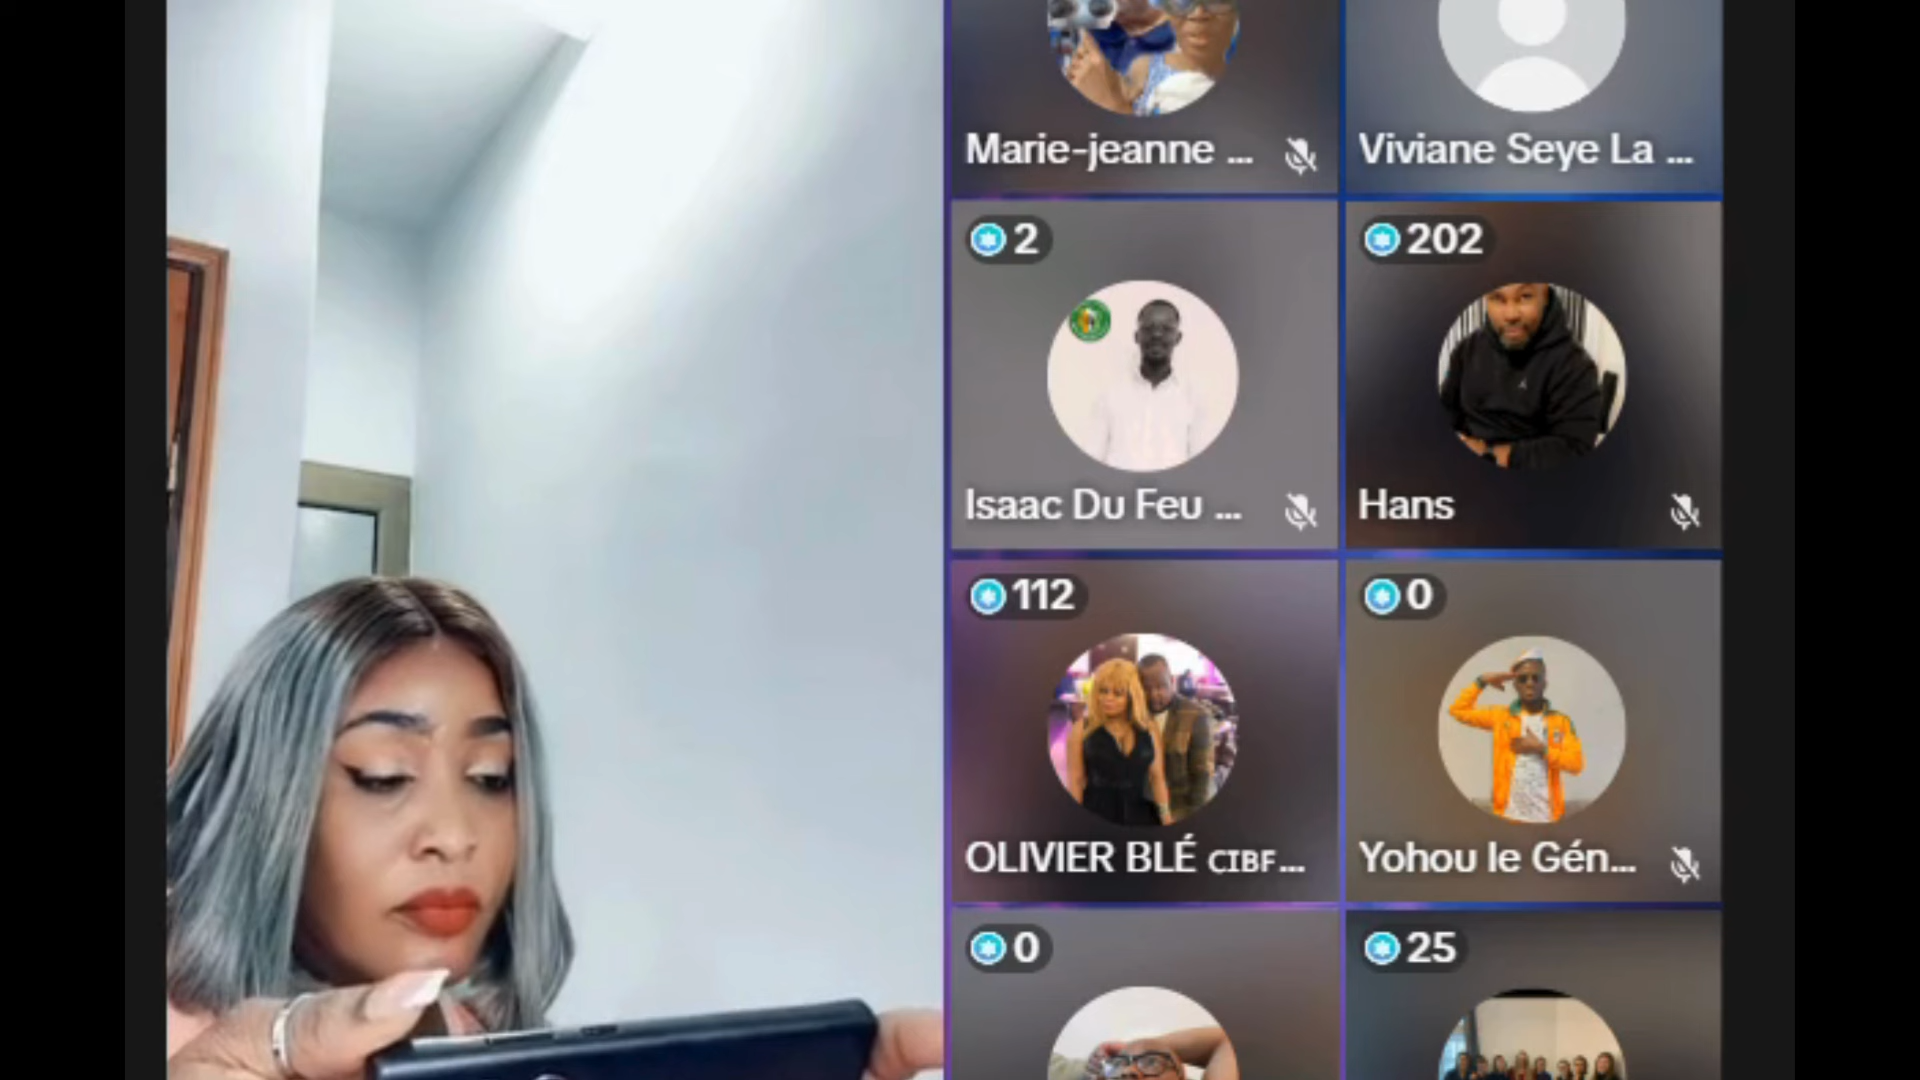 Marie-jeanne ...
Viviane Seye La ...
2
202
Isaac Du Feu ...
Hans
112
0
OLIVIER BLÉ ÇIBF...
Yohou le Gén...
0
25